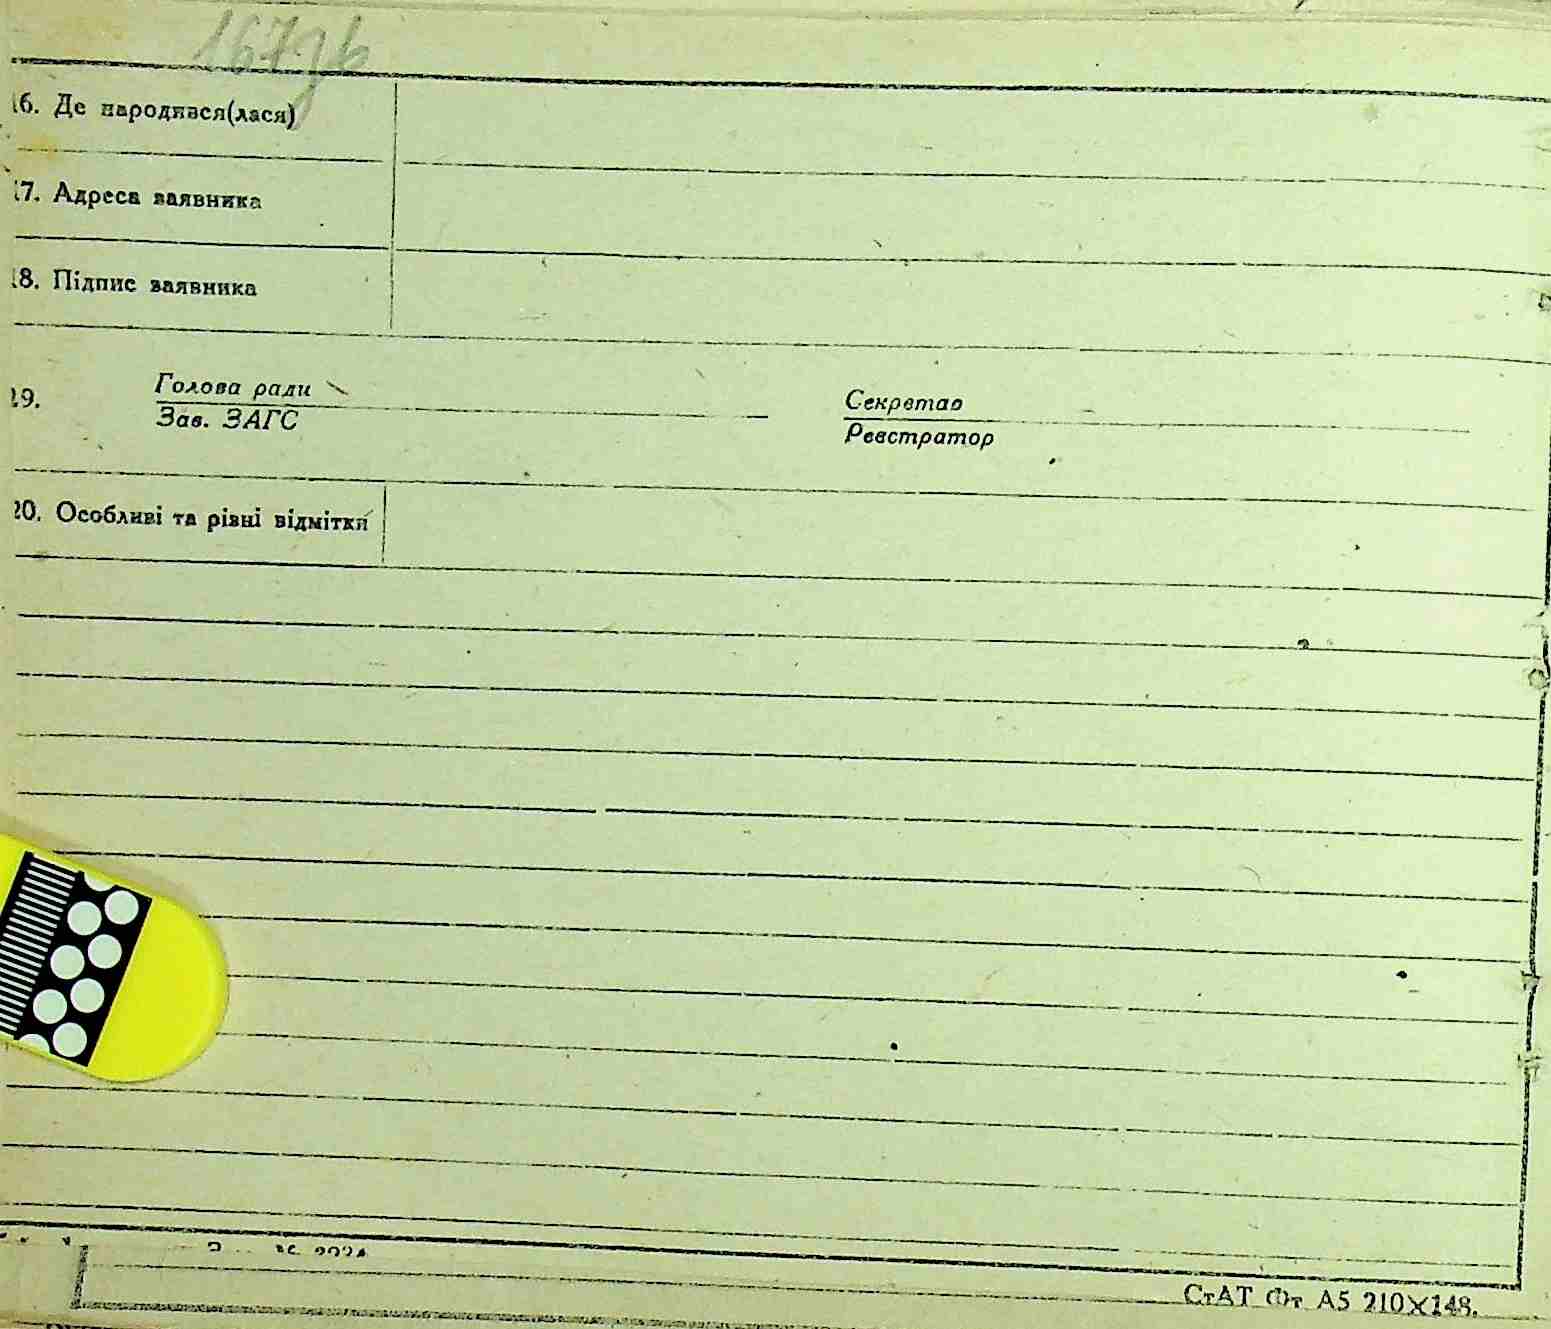 167зв
16. Де народився(лася)
17. Адреса заявника
18. Підпис заявника
19. Голова ради Секретар
Зав. ЗАГС Реєстратор
20. Особливі та різні відмітки
СтАТ Фт А5 210×148.